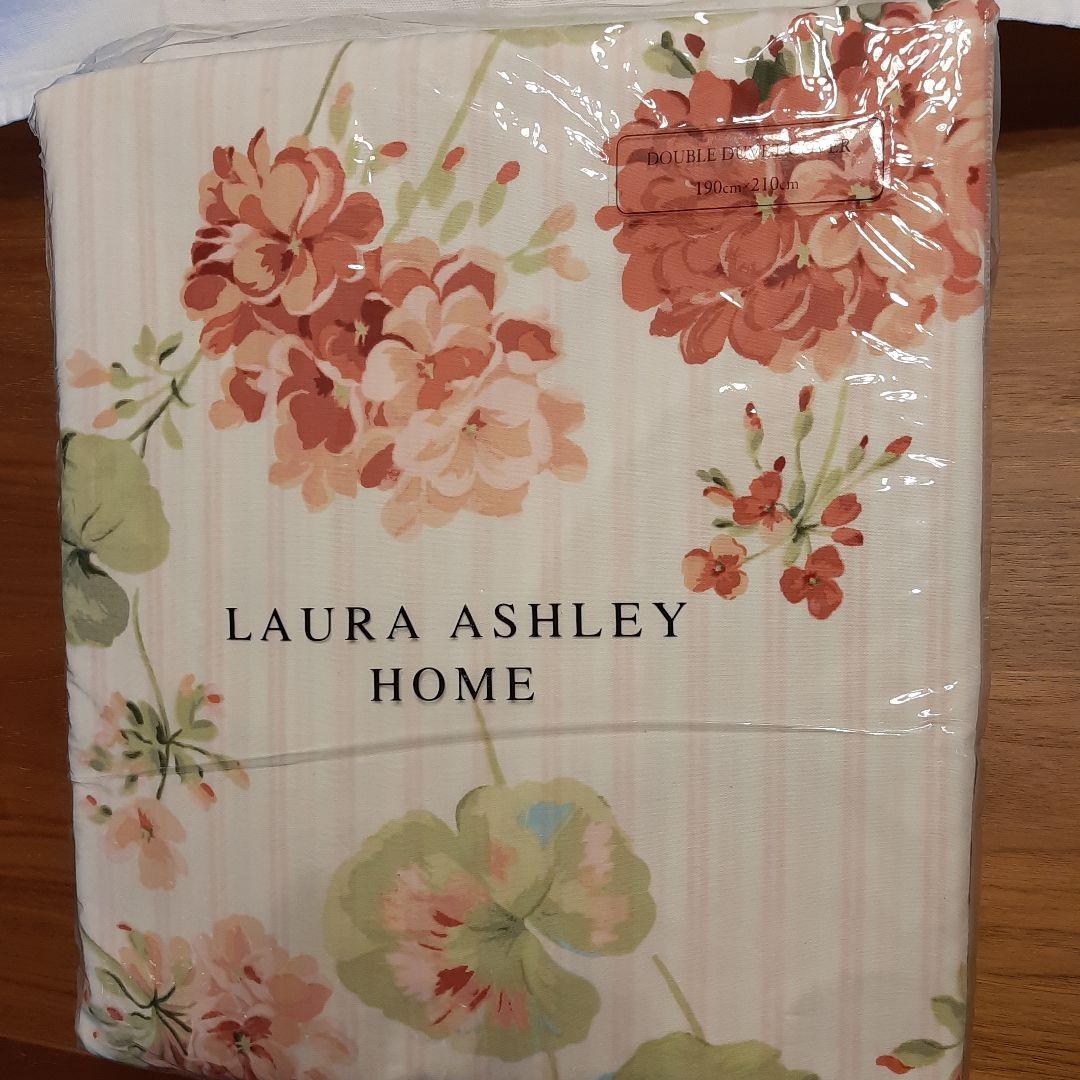 DOUBLE DUVET COVER
190cm×210cm
LAURA ASHLEY
HOME